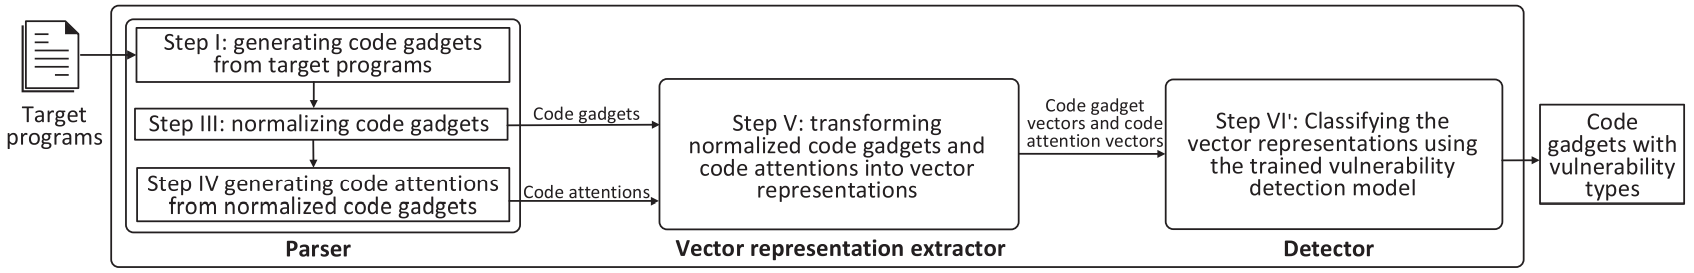 Target
programs
Step I: generating code gadgets
from target programs
Step III: normalizing code gadgets
Step IV generating code attentions
from normalized code gadgets
Parser
Code gadgets
Code attentions
Step V: transforming
normalized code gadgets and
code attentions into vector
representations
Vector representation extractor
Code gadget
vectors and code
attention vectors
Step VI': Classifying the
vector representations using
the trained vulnerability
detection model
Detector
Code
gadgets with
vulnerability
types